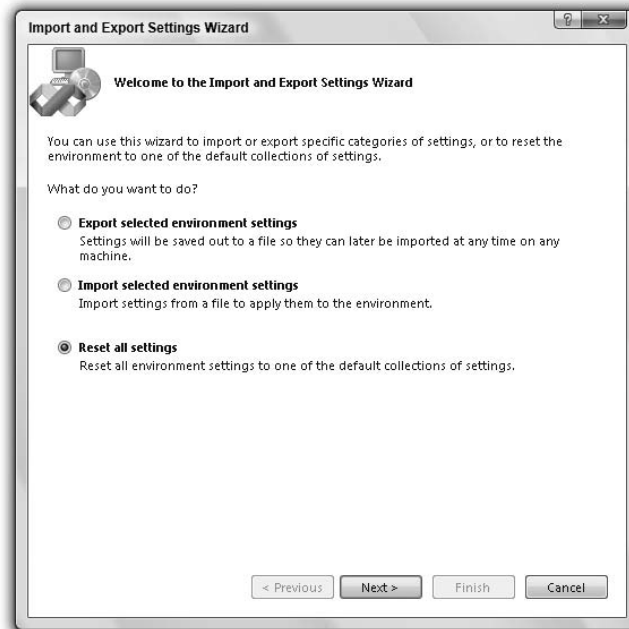 Import and Export Settings Wizard
Welcome to the Import and Export Settings Wizard
You can use this wizard to import or export specific categories of settings, or to reset the
environment to one of the default collections of settings.
What do you want to do?
Export selected environment settings
Settings will be saved out to a file so they can later be imported at any time on any
machine.
Import selected environment settings
Import settings from a file to apply them to the environment.
Reset all settings
Reset all environment settings to one of the default collections of settings.
< Previous
Next >
Finish
Cancel